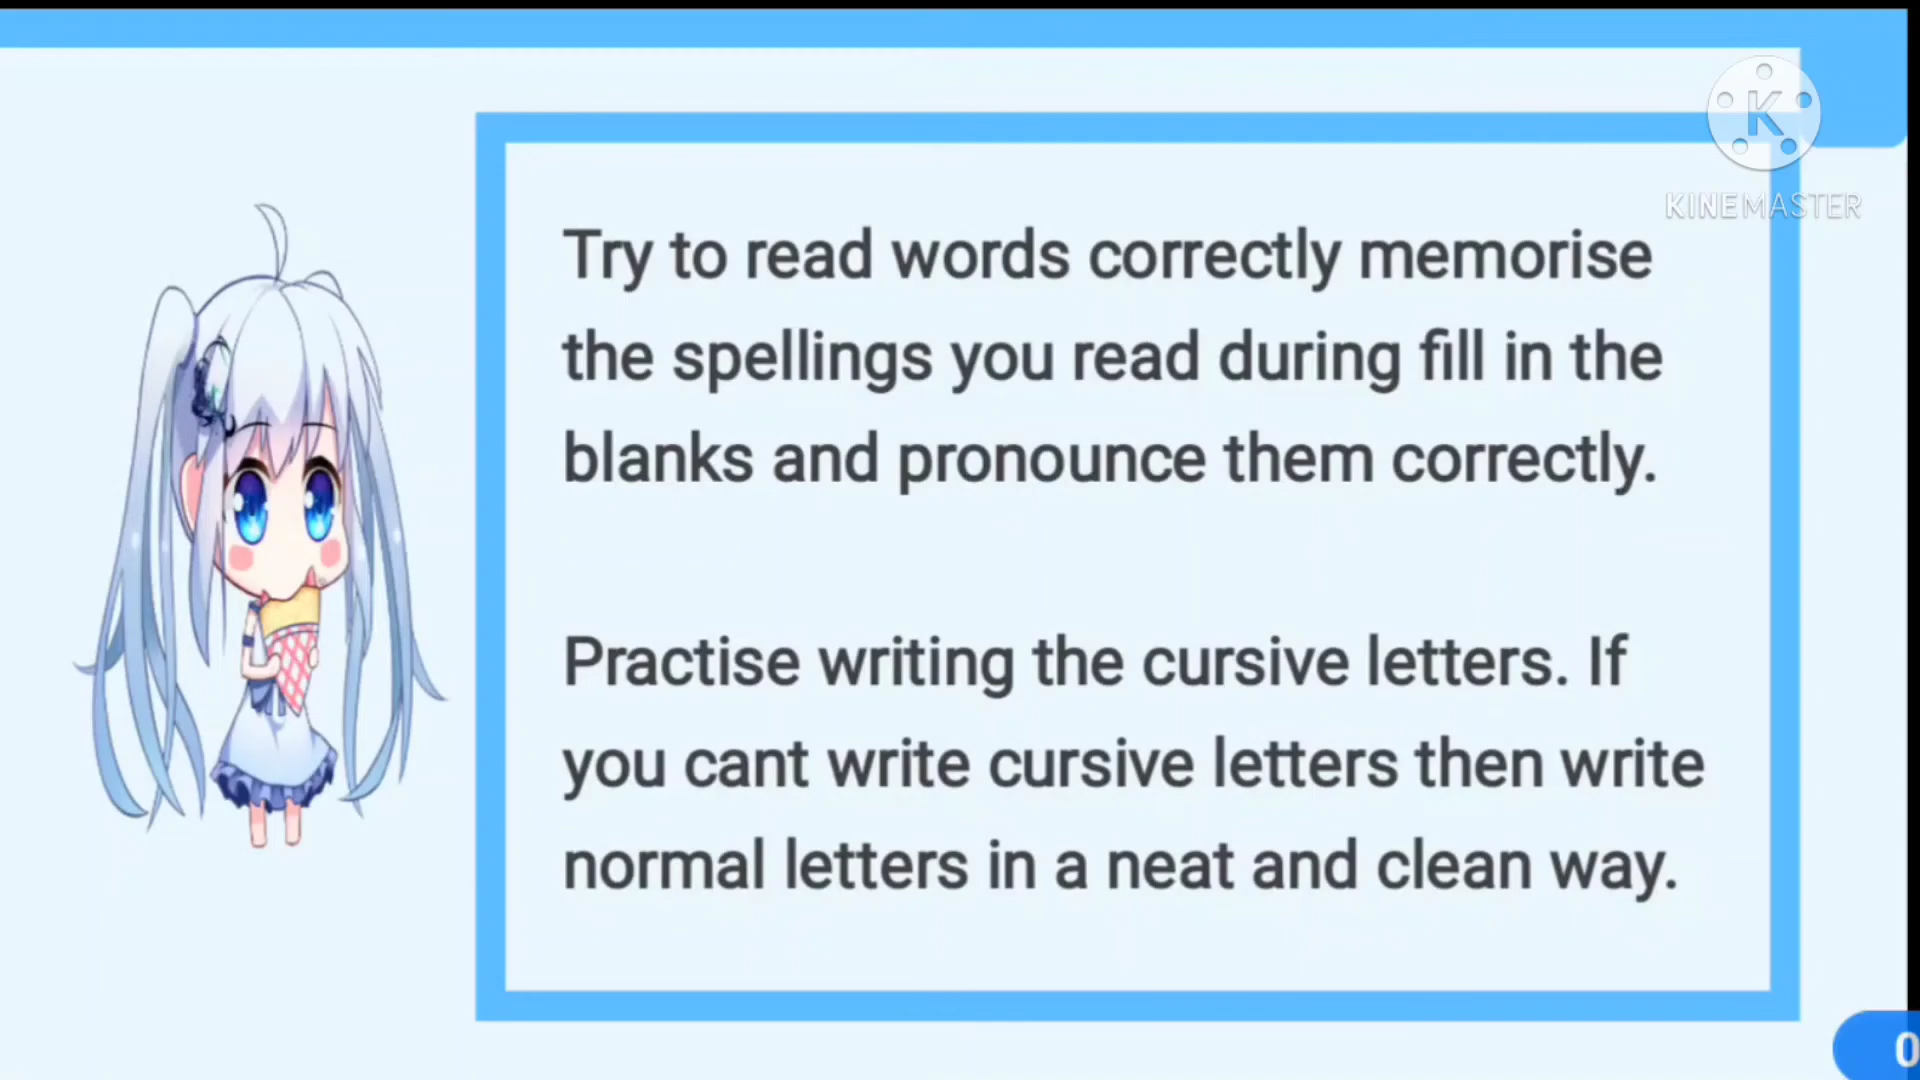 K
KINEMASTER
Try to read words correctly memorise
the spellings you read during fill in the
blanks and pronounce them correctly.
Practise writing the cursive letters. If
you cant write cursive letters then write
normal letters in a neat and clean way.
0